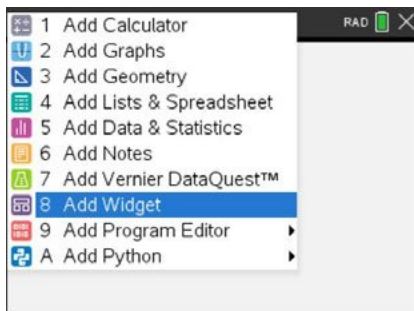 1 Add Calculator
RAD
2 Add Graphs
3 Add Geometry
4 Add Lists & Spreadsheet
5 Add Data & Statistics
6 Add Notes
7 Add Vernier DataQuest™
8 Add Widget
9 Add Program Editor
A Add Python